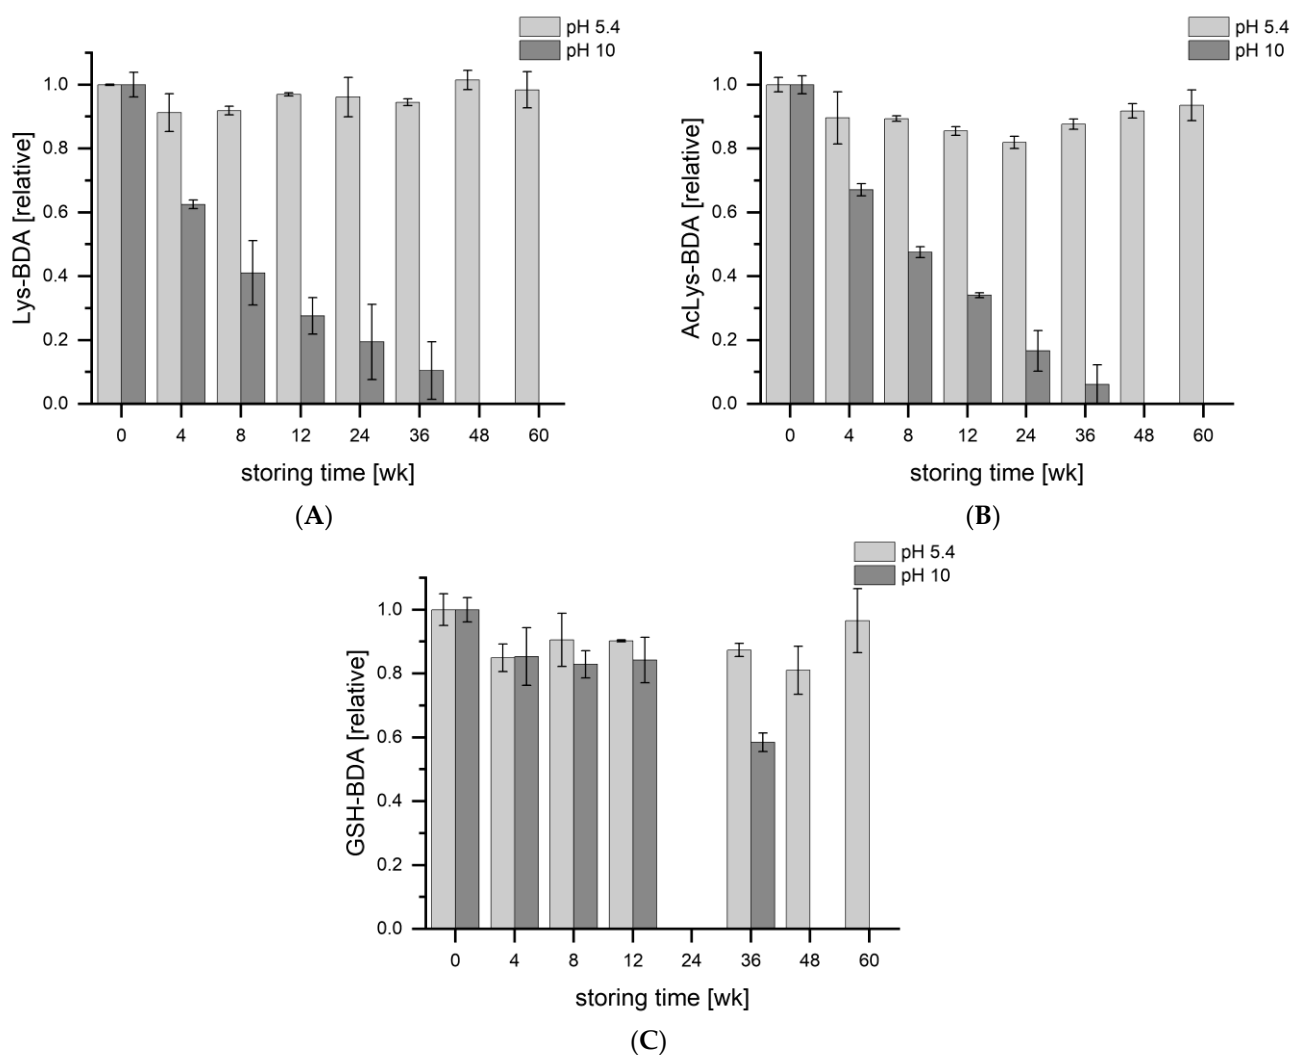 pH 5.4
pH 10
Lys-BDA [relative]
1.0
0.8
0.6
0.4
0.2
0.0
0 4 8 12 24 36 48 60
storing time [wk]
(A)
pH 5.4
pH 10
AcLys-BDA [relative]
1.0
0.8
0.6
0.4
0.2
0.0
0 4 8 12 24 36 48 60
storing time [wk]
(B)
pH 5.4
pH 10
GSH-BDA [relative]
1.0
0.8
0.6
0.4
0.2
0.0
0 4 8 12 24 36 48 60
storing time [wk]
(C)